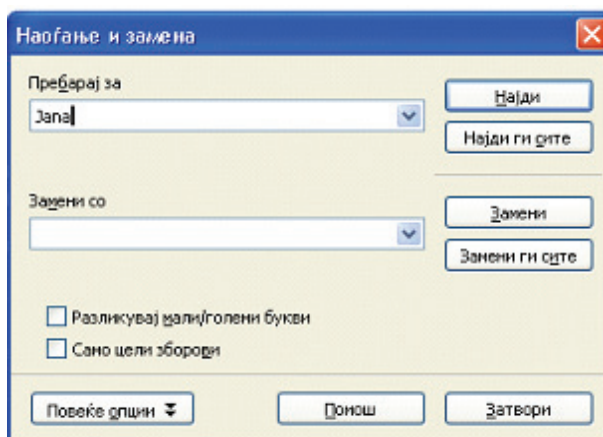 Наоѓање и замена
Пребарај за
Jana
Најди
Најди ги сите
Замени со
Замени
Замени ги сите
Разликувај мали/големи букви
Само цели зборови
Повеќе опции
Помош
Затвори